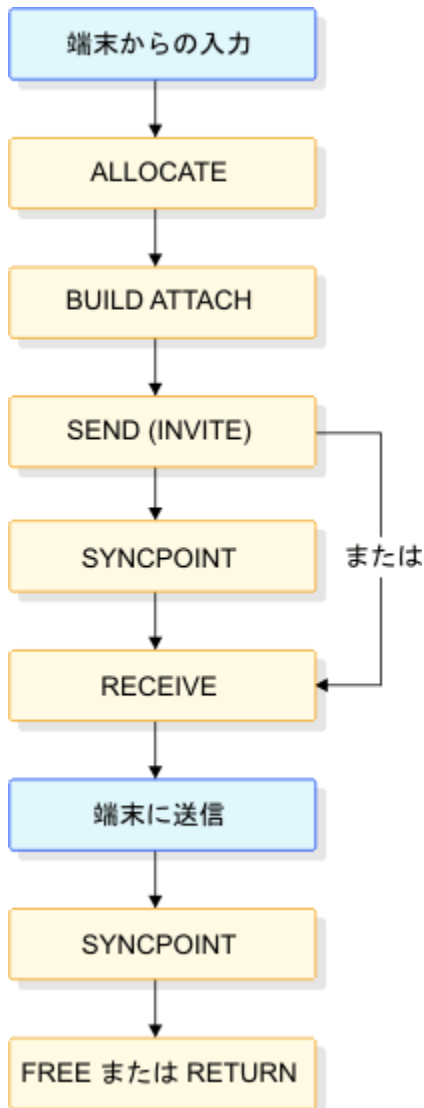 端末からの入力
ALLOCATE
BUILD ATTACH
SEND (INVITE)
SYNCPOINT
または
RECEIVE
端末に送信
SYNCPOINT
FREE または RETURN